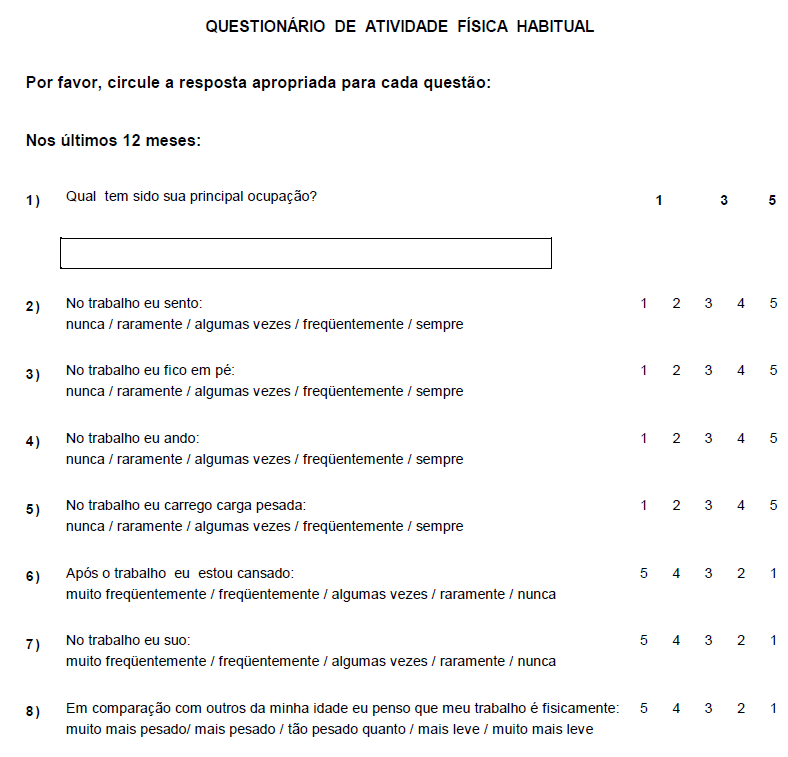 QUESTIONÁRIO DE ATIVIDADE FÍSICA HABITUAL
Por favor, circule a resposta apropriada para cada questão:
Nos últimos 12 meses:
1) Qual tem sido sua principal ocupação? 1 3 5
2) No trabalho eu sento: 1 2 3 4 5
nunca / raramente / algumas vezes / freqüentemente / sempre
3) No trabalho eu fico em pé: 1 2 3 4 5
nunca / raramente / algumas vezes / freqüentemente / sempre
4) No trabalho eu ando: 1 2 3 4 5
nunca / raramente / algumas vezes / freqüentemente / sempre
5) No trabalho eu carrego carga pesada: 1 2 3 4 5
nunca / raramente / algumas vezes / freqüentemente / sempre
6) Após o trabalho eu estou cansado: 5 4 3 2 1
muito freqüentemente / freqüentemente / algumas vezes / raramente / nunca
7) No trabalho eu suo: 5 4 3 2 1
muito freqüentemente / freqüentemente / algumas vezes / raramente / nunca
8) Em comparação com outros da minha idade eu penso que meu trabalho é fisicamente: 5 4 3 2 1
muito mais pesado/ mais pesado / tão pesado quanto / mais leve / muito mais leve